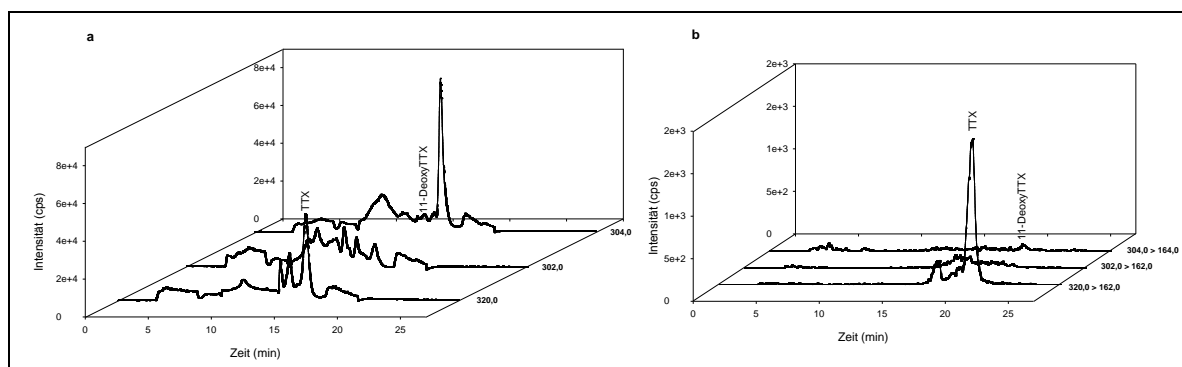 a
8e+4
8e+4
6e+4
6e+4
4e+4
4e+4
2e+4
2e+4
0
0
Intensität (cps)
TTX
11-DeoxyTTX
304,0
302,0
320,0
0 5 10 15 20 25
Zeit (min)
b
2e+3
2e+3
2e+3
2e+3
1e+3
1e+3
5e+2
5e+2
0
0
Intensität (cps)
TTX
11-DeoxyTTX
304,0 > 164,0
302,0 > 162,0
320,0 > 162,0
0 5 10 15 20 25
Zeit (min)